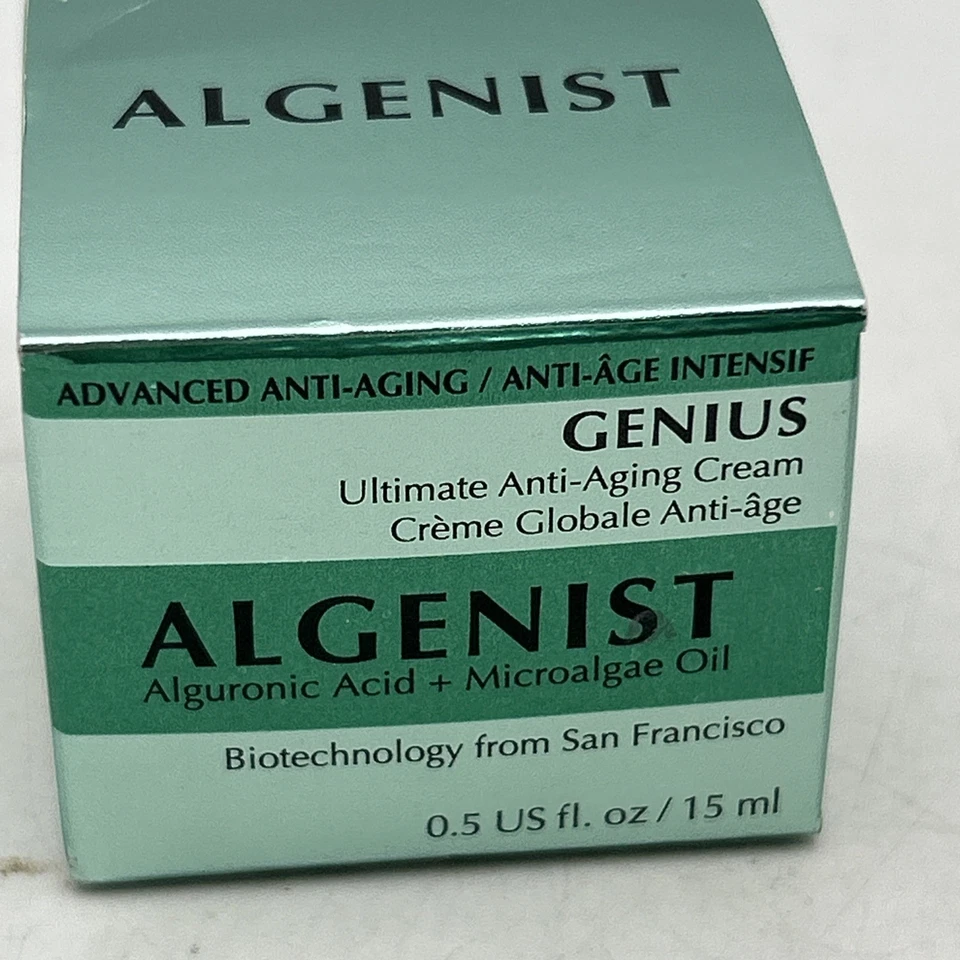 ALGENIST
ADVANCED ANTI-AGING / ANTI-ÂGE INTENSIF
GENIUS
Ultimate Anti-Aging Cream
Crème Globale Anti-âge
ALGENIST
Alguronic Acid + Microalgae Oil
Biotechnology from San Francisco
0.5 US fl. oz / 15 ml